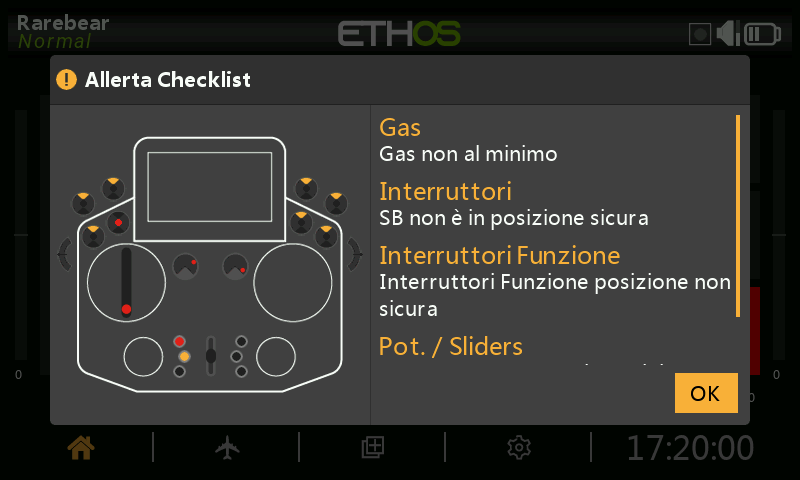 Rarebear
Normal
ETHOS
Allerta Checklist
Gas
Gas non al minimo
Interruttori
SB non è in posizione sicura
Interruttori Funzione
Interruttori Funzione posizione non
sicura
Pot. / Sliders
OK
0
0
0
17:20:00